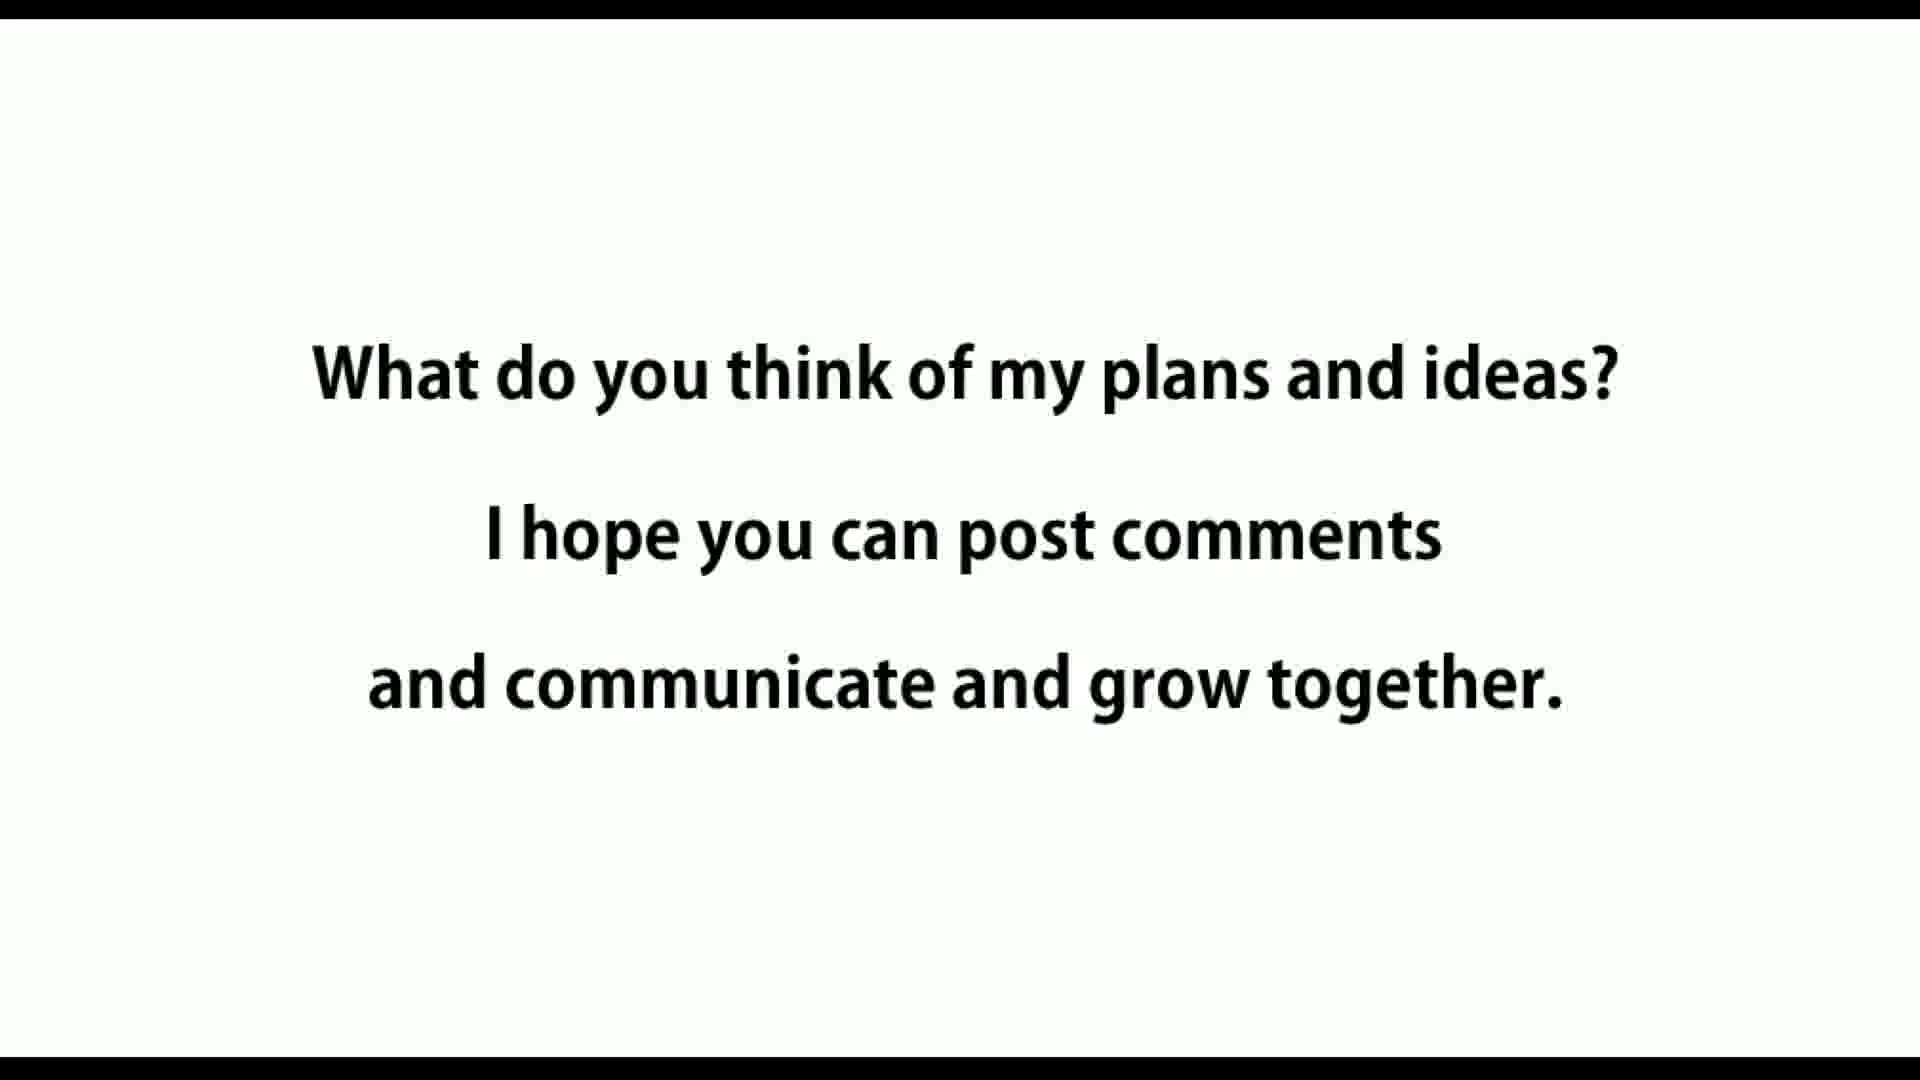 What do you think of my plans and ideas?
I hope you can post comments
and communicate and grow together.